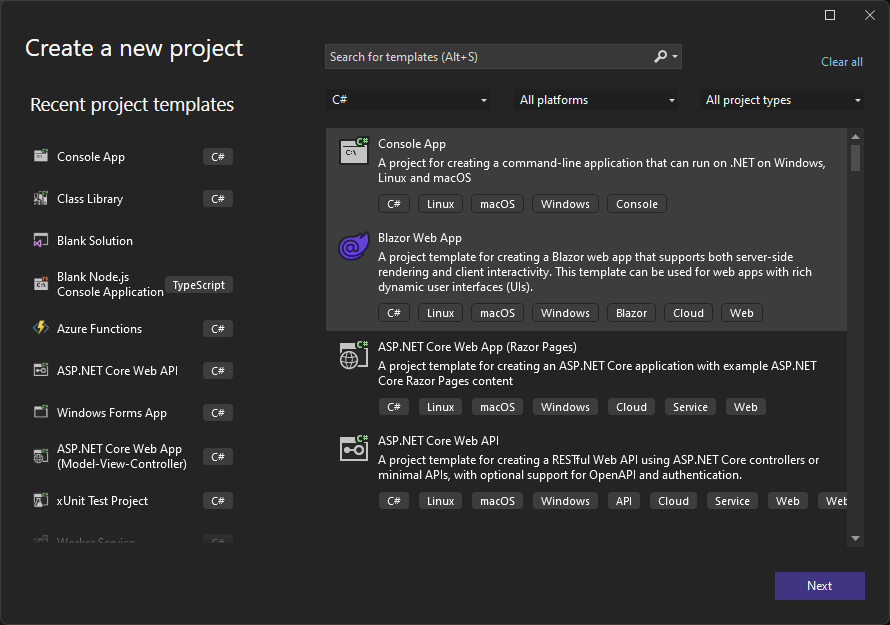 Create a new project
Search for templates (Alt+S)
Clear all
Recent project templates
C#
All platforms
All project types
Console App
C#
Class Library
C#
Blank Solution
Blank Node.js
Console Application
TypeScript
Azure Functions
C#
ASP.NET Core Web API
C#
Windows Forms App
C#
ASP.NET Core Web App
(Model-View-Controller)
C#
xUnit Test Project
C#
Worker Service
C#
Console App
A project for creating a command-line application that can run on .NET on Windows,
Linux and macOS
C# Linux macOS Windows Console
Blazor Web App
A project template for creating a Blazor web app that supports both server-side
rendering and client interactivity. This template can be used for web apps with rich
dynamic user interfaces (UIs).
C# Linux macOS Windows Blazor Cloud Web
ASP.NET Core Web App (Razor Pages)
A project template for creating an ASP.NET Core application with example ASP.NET
Core Razor Pages content
C# Linux macOS Windows Cloud Service Web
ASP.NET Core Web API
A project template for creating a RESTful Web API using ASP.NET Core controllers or
minimal APIs, with optional support for OpenAPI and authentication.
C# Linux macOS Windows API Cloud Service Web Web
Next